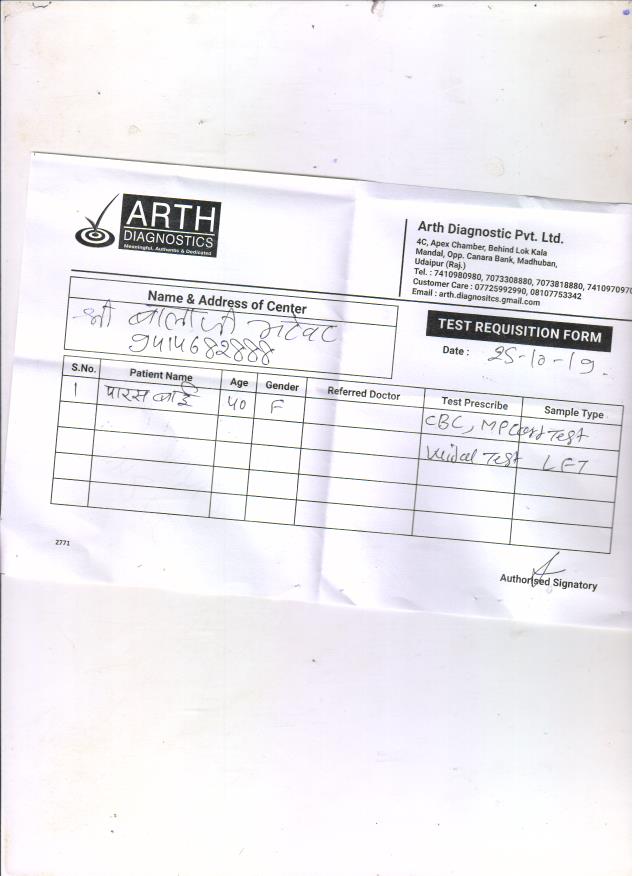 ARTH
DIAGNOSTICS
Meaningful, Authentic & Dedicated
Arth Diagnostic Pvt. Ltd.
4C, Apex Chamber, Behind Lok Kala
Mandal, Opp. Canara Bank, Madhuban,
Udaipur (Raj.)
Tel. : 7410980980, 7073308880, 7073818880, 7410970970
Customer Care : 07725992990, 08107753342
Email : arth.diagnositcs.gmail.com
Name & Address of Center
श्री बालाजी
9414682888
TEST REQUISITION FORM
Date : 25-10-19.
S.No. Patient Name Age Gender Referred Doctor Test Prescribe Sample Type
1 पारस बाई 40 F
CBC, MP Test
Widal Test LFT
2771
Authorised Signatory